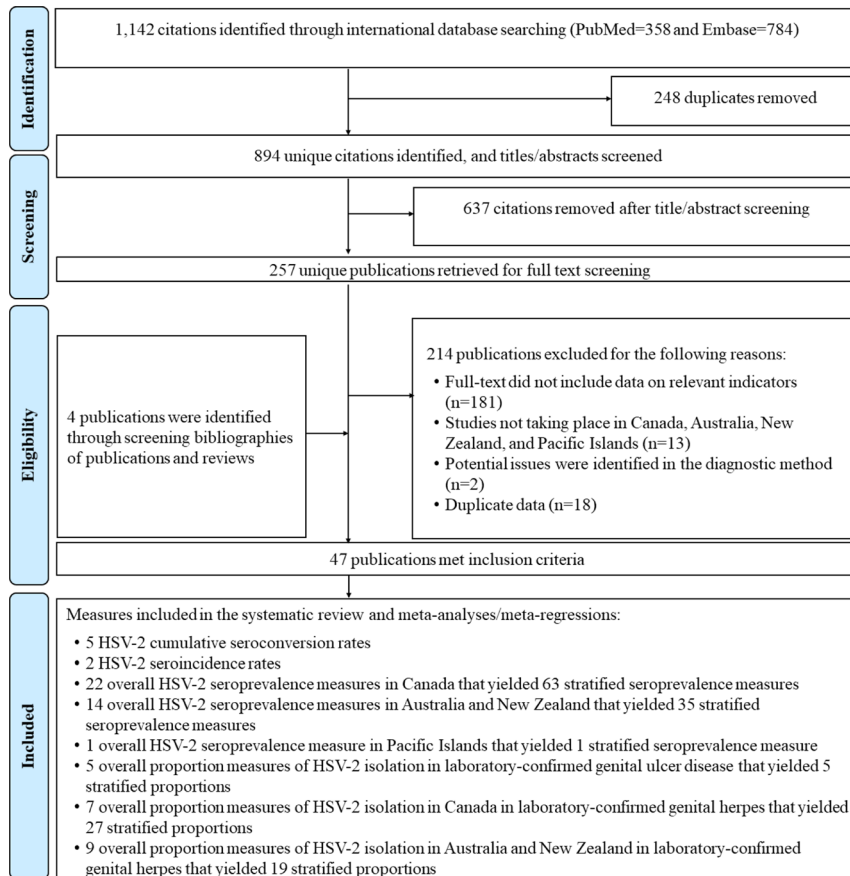 Identification
1,142 citations identified through international database searching (PubMed=358 and Embase=784)
248 duplicates removed
894 unique citations identified, and titles/abstracts screened
Screening
637 citations removed after title/abstract screening
257 unique publications retrieved for full text screening
Eligibility
4 publications were identified
through screening bibliographies
of publications and reviews
214 publications excluded for the following reasons:
• Full-text did not include data on relevant indicators
(n=181)
• Studies not taking place in Canada, Australia, New
Zealand, and Pacific Islands (n=13)
• Potential issues were identified in the diagnostic method
(n=2)
• Duplicate data (n=18)
47 publications met inclusion criteria
Included
Measures included in the systematic review and meta-analyses/meta-regressions:
• 5 HSV-2 cumulative seroconversion rates
• 2 HSV-2 seroincidence rates
• 22 overall HSV-2 seroprevalence measures in Canada that yielded 63 stratified seroprevalence measures
• 14 overall HSV-2 seroprevalence measures in Australia and New Zealand that yielded 35 stratified
seroprevalence measures
• 1 overall HSV-2 seroprevalence measure in Pacific Islands that yielded 1 stratified seroprevalence measure
• 5 overall proportion measures of HSV-2 isolation in laboratory-confirmed genital ulcer disease that yielded 5
stratified proportions
• 7 overall proportion measures of HSV-2 isolation in Canada in laboratory-confirmed genital herpes that yielded
27 stratified proportions
• 9 overall proportion measures of HSV-2 isolation in Australia and New Zealand in laboratory-confirmed
genital herpes that yielded 19 stratified proportions